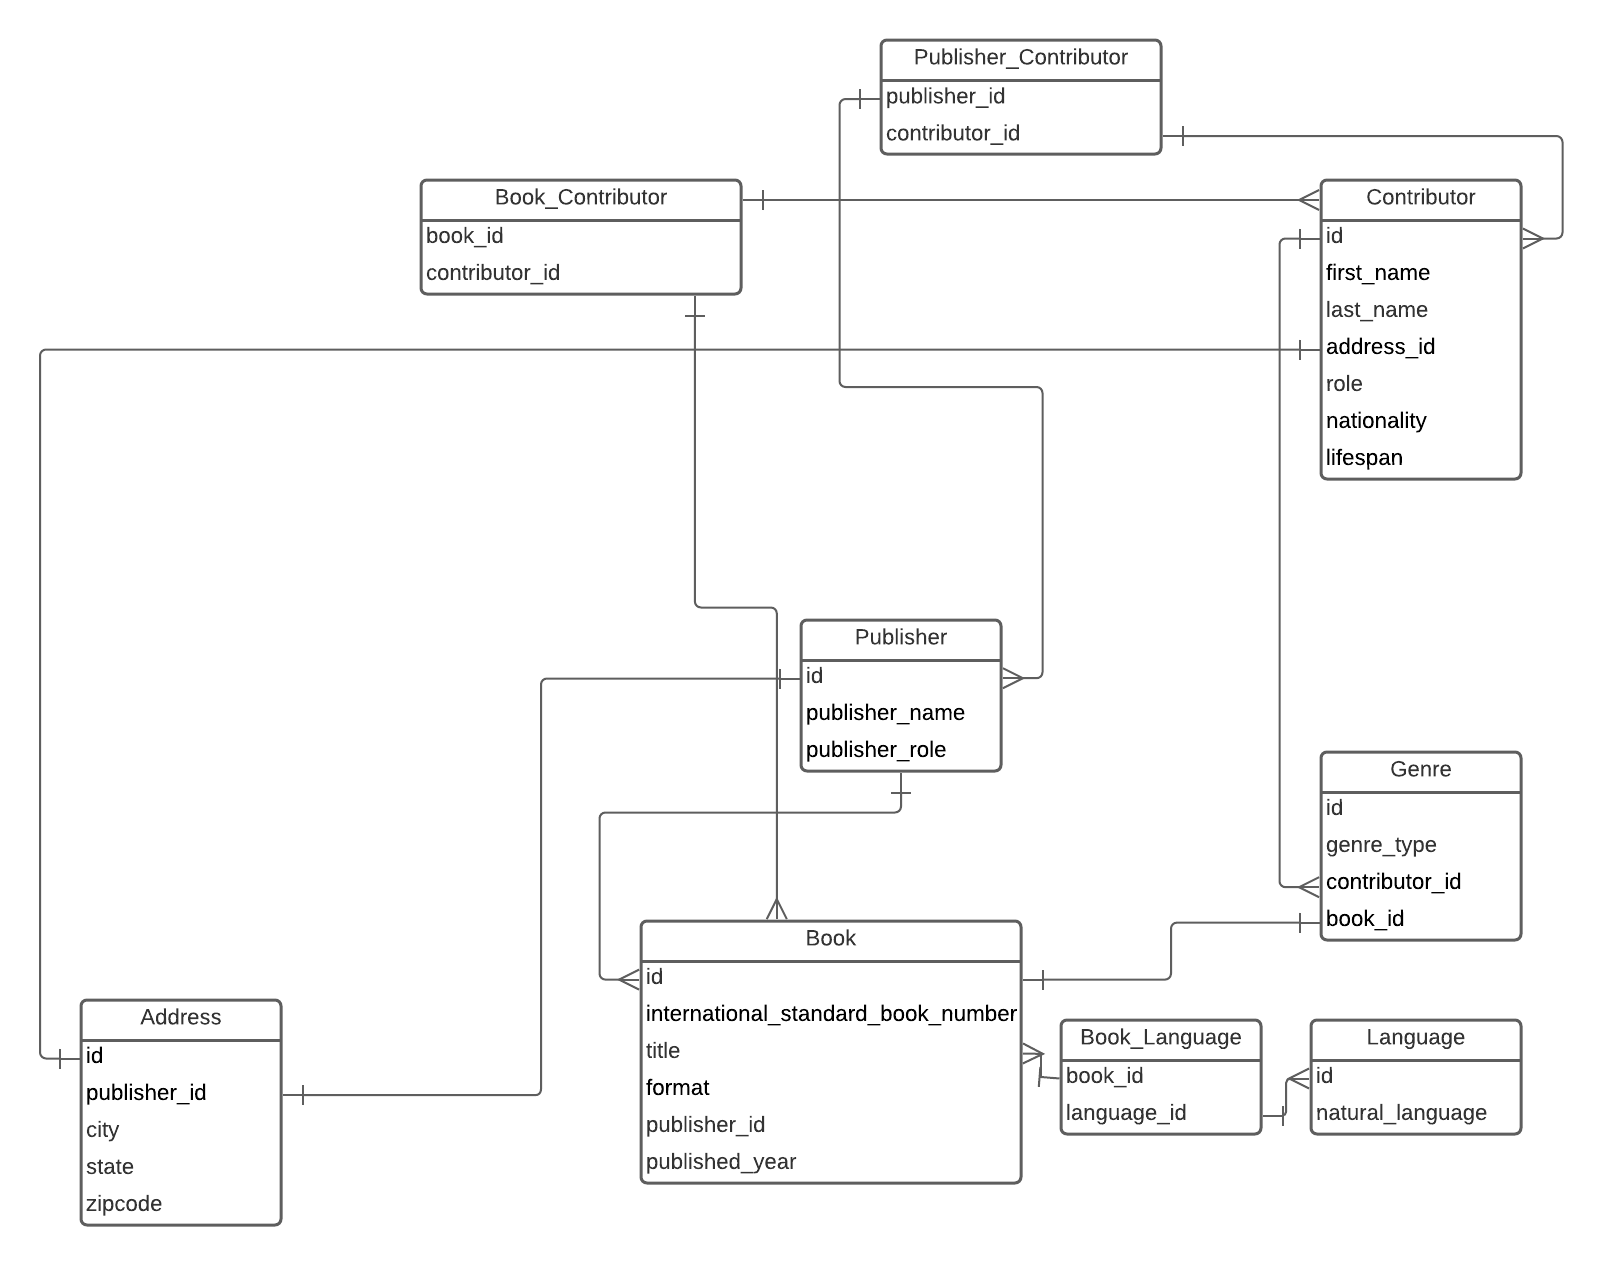 Publisher_Contributor
publisher_id
contributor_id
Book_Contributor
book_id
contributor_id
Contributor
id
first_name
last_name
address_id
role
nationality
lifespan
Publisher
id
publisher_name
publisher_role
Genre
id
genre_type
contributor_id
book_id
Book
id
international_standard_book_number
title
format
publisher_id
published_year
Address
id
publisher_id
city
state
zipcode
Book_Language
book_id
language_id
Language
id
natural_language